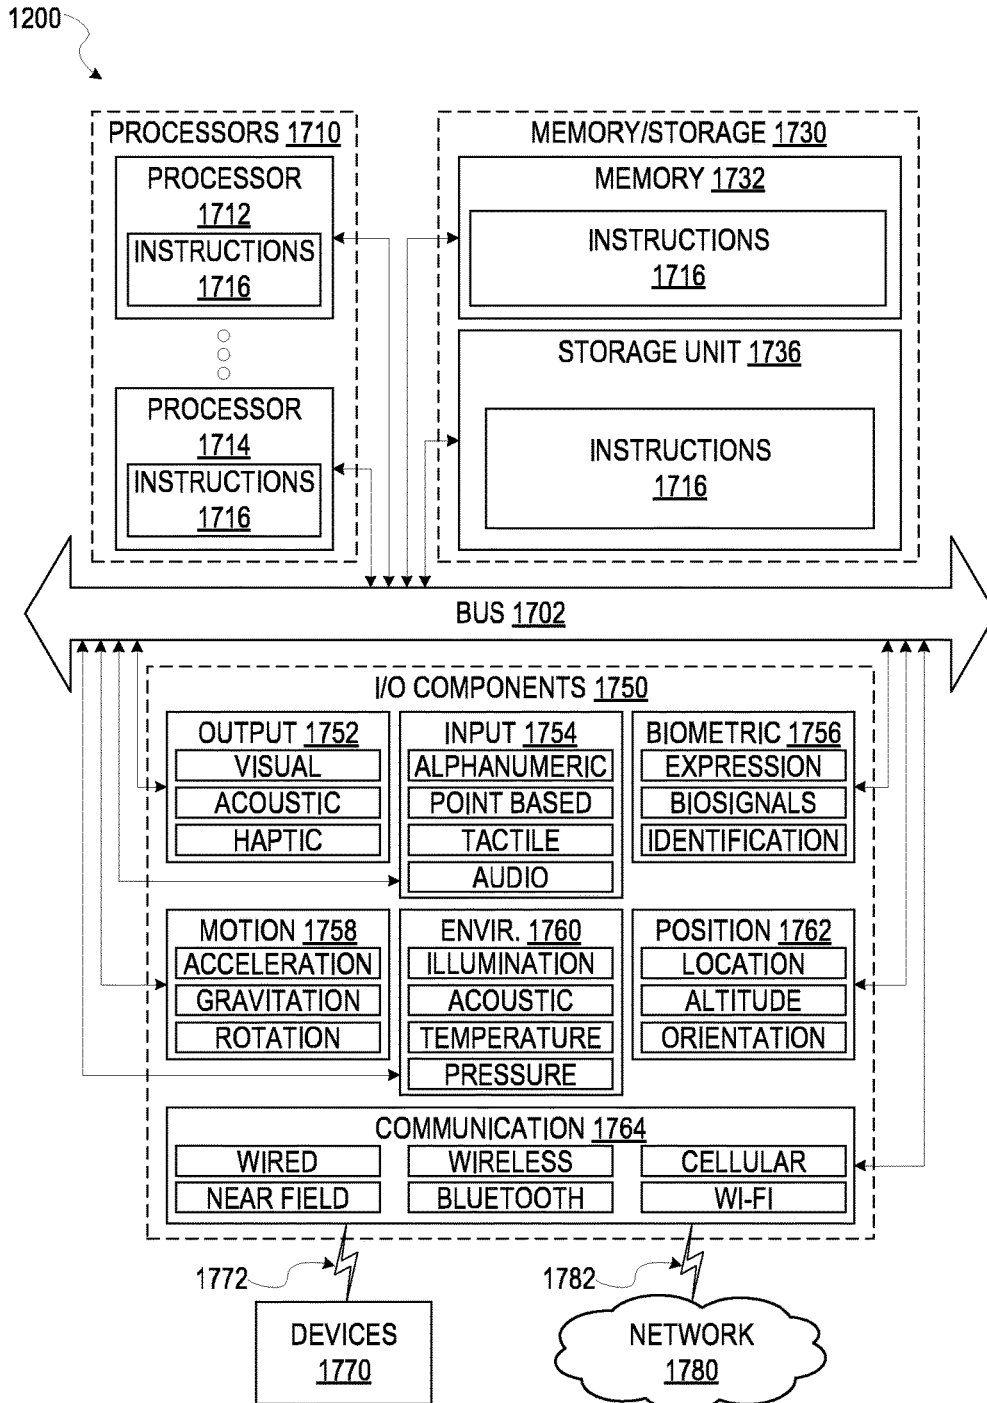 1200
PROCESSORS 1710
PROCESSOR
1712
INSTRUCTIONS
1716
PROCESSOR
1714
INSTRUCTIONS
1716
MEMORY/STORAGE 1730
MEMORY 1732
INSTRUCTIONS
1716
STORAGE UNIT 1736
INSTRUCTIONS
1716
BUS 1702
I/O COMPONENTS 1750
OUTPUT 1752
VISUAL
ACOUSTIC
HAPTIC
INPUT 1754
ALPHANUMERIC
POINT BASED
TACTILE
AUDIO
BIOMETRIC 1756
EXPRESSION
BIOSIGNALS
IDENTIFICATION
MOTION 1758
ACCELERATION
GRAVITATION
ROTATION
ENVIR. 1760
ILLUMINATION
ACOUSTIC
TEMPERATURE
PRESSURE
POSITION 1762
LOCATION
ALTITUDE
ORIENTATION
COMMUNICATION 1764
WIRED
WIRELESS
CELLULAR
NEAR FIELD
BLUETOOTH
WI-FI
1772
1782
DEVICES
1770
NETWORK
1780